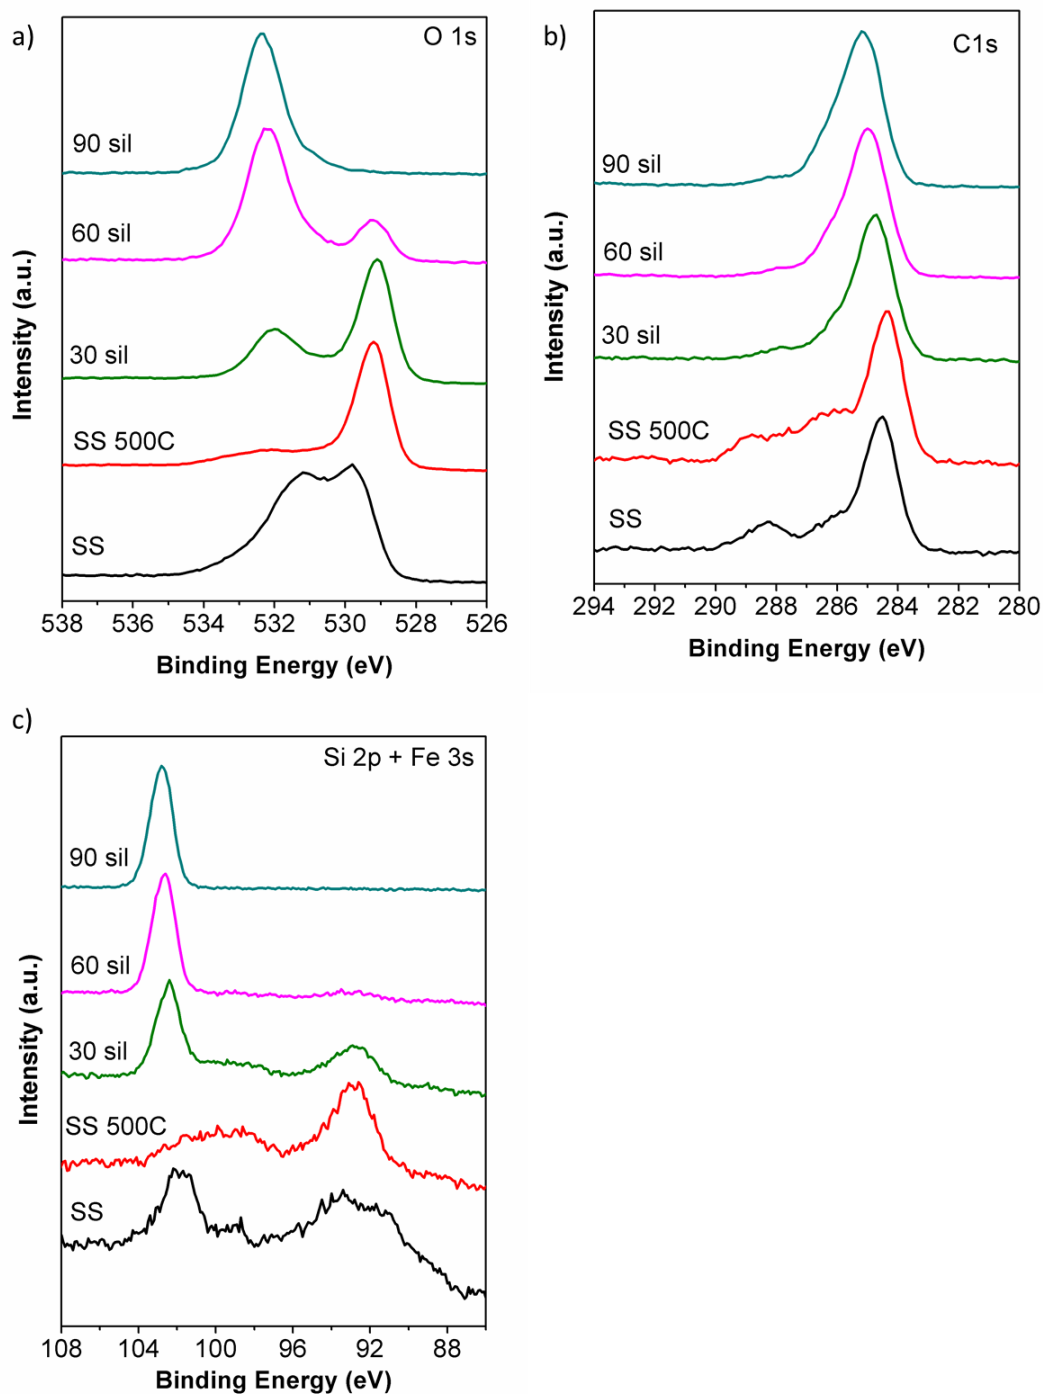 a)
O 1s
90 sil
60 sil
30 sil
SS 500C
SS
Intensity (a.u.)
538 536 534 532 530 528 526
Binding Energy (eV)
b)
C1s
90 sil
60 sil
30 sil
SS 500C
SS
Intensity (a.u.)
294 292 290 288 286 284 282 280
Binding Energy (eV)
c)
Si 2p + Fe 3s
90 sil
60 sil
30 sil
SS 500C
SS
Intensity (a.u.)
108 104 100 96 92 88
Binding Energy (eV)